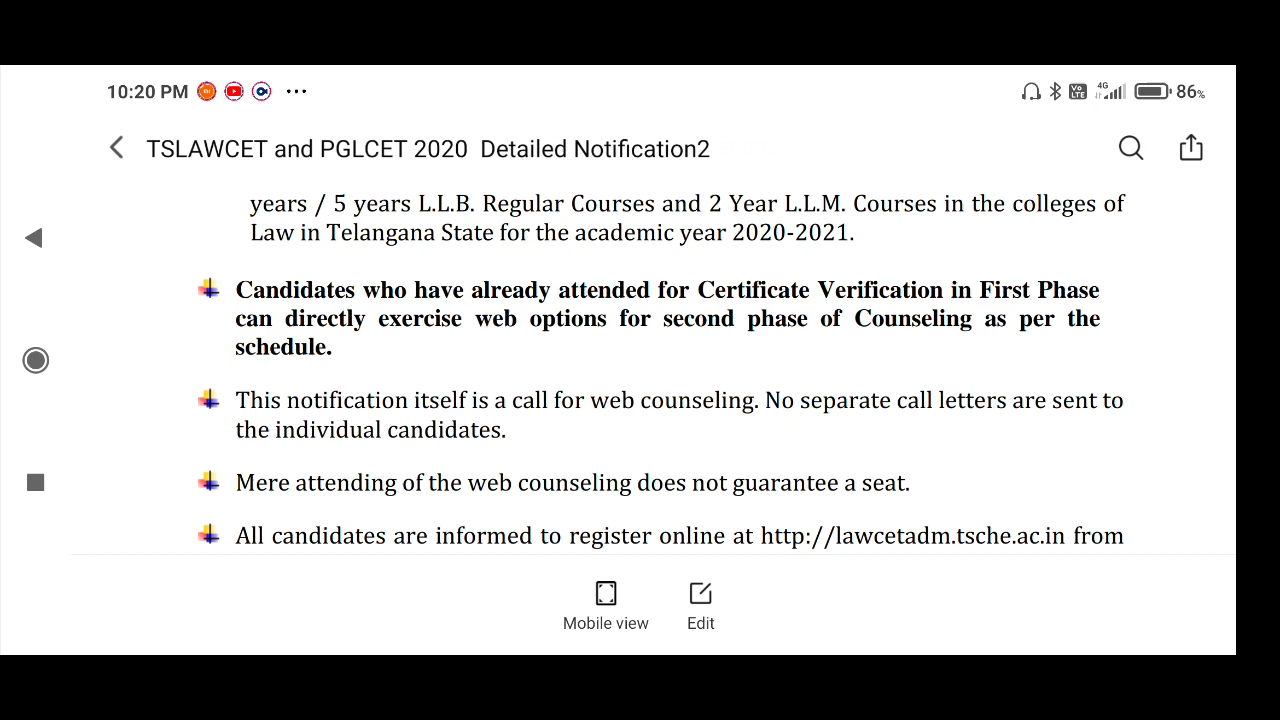 10:20 PM
4G
Vo
LTE
86%
TSLAWCET and PGLCET 2020 Detailed Notification2
years / 5 years L.L.B. Regular Courses and 2 Year L.L.M. Courses in the colleges of
Law in Telangana State for the academic year 2020-2021.
Candidates who have already attended for Certificate Verification in First Phase
can directly exercise web options for second phase of Counseling as per the
schedule.
This notification itself is a call for web counseling. No separate call letters are sent to
the individual candidates.
Mere attending of the web counseling does not guarantee a seat.
All candidates are informed to register online at http://lawcetadm.tsche.ac.in from
Mobile view
Edit